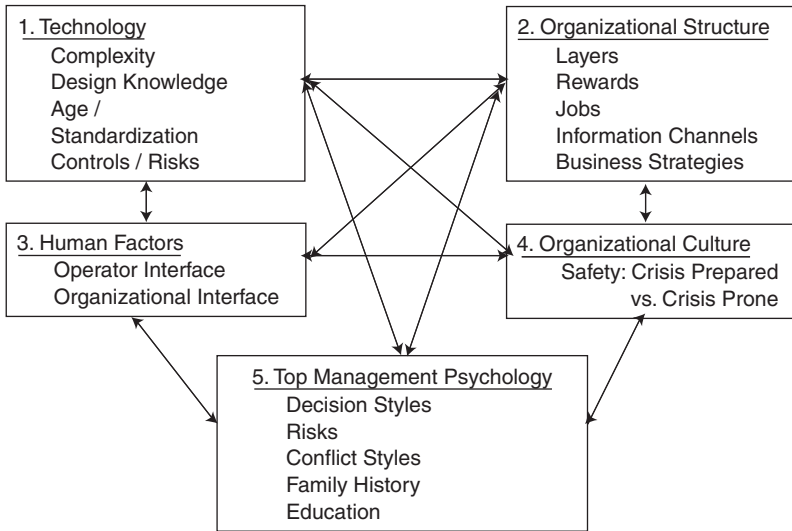 1. Technology
Complexity
Design Knowledge
Age /
Standardization
Controls / Risks
2. Organizational Structure
Layers
Rewards
Jobs
Information Channels
Business Strategies
3. Human Factors
Operator Interface
Organizational Interface
4. Organizational Culture
Safety: Crisis Prepared
vs. Crisis Prone
5. Top Management Psychology
Decision Styles
Risks
Conflict Styles
Family History
Education